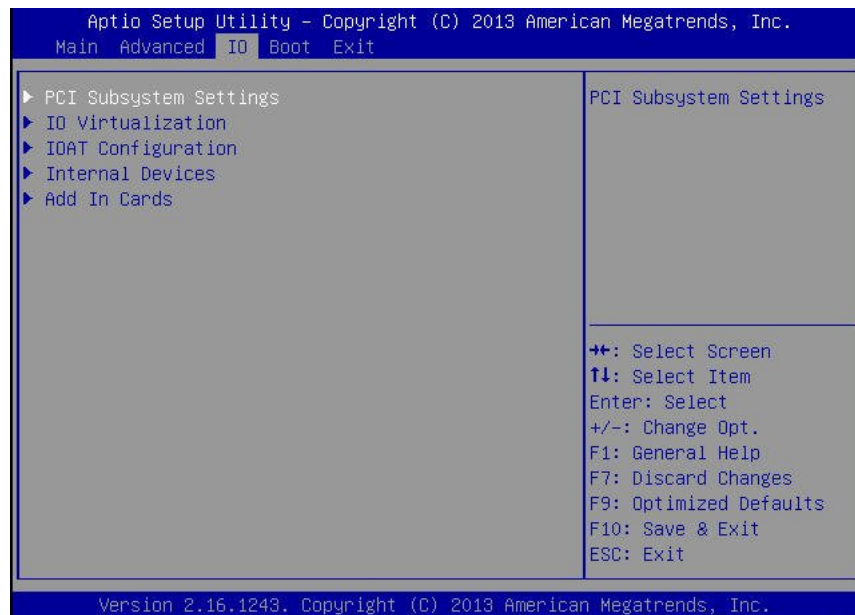 Aptio Setup Utility – Copyright (C) 2013 American Megatrends, Inc.
Main Advanced IO Boot Exit
▶ PCI Subsystem Settings
▶ IO Virtualization
▶ IOAT Configuration
▶ Internal Devices
▶ Add In Cards
PCI Subsystem Settings
→←: Select Screen
↑↓: Select Item
Enter: Select
+/-: Change Opt.
F1: General Help
F7: Discard Changes
F9: Optimized Defaults
F10: Save & Exit
ESC: Exit
Version 2.16.1243. Copyright (C) 2013 American Megatrends, Inc.